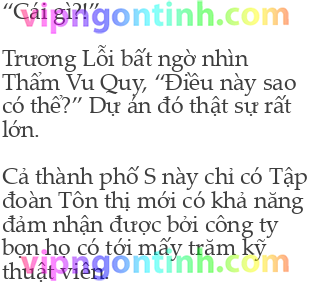 “Cái gì?!”
vipngontinh.com
Trương Lỗi bất ngờ nhìn
Thẩm Vu Quy, “Điều này sao
có thể?” Dự án đó thật sự rất
lớn.
Cả thành phố S này chỉ có Tập
đoàn Tôn thị mới có khả năng
đảm nhận được bởi công ty
bọn họ có tới mấy trăm kỹ
thuật viên.
vipngontinh.com